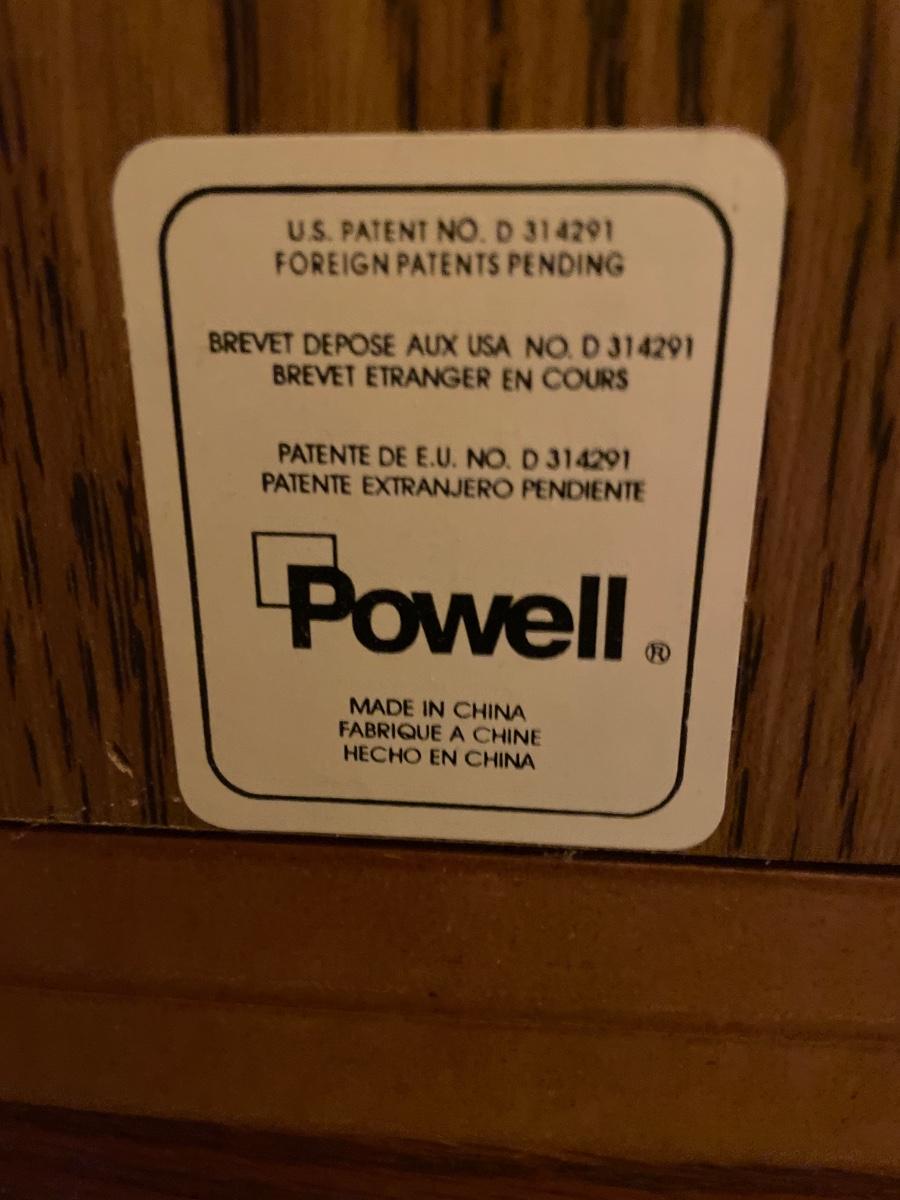 U.S. PATENT NO. D 314291
FOREIGN PATENTS PENDING
BREVET DEPOSE AUX USA NO. D 314291
BREVET ETRANGER EN COURS
PATENTE DE E.U. NO. D 314291
PATENTE EXTRANJERO PENDIENTE
Powell ®
MADE IN CHINA
FABRIQUE A CHINE
HECHO EN CHINA